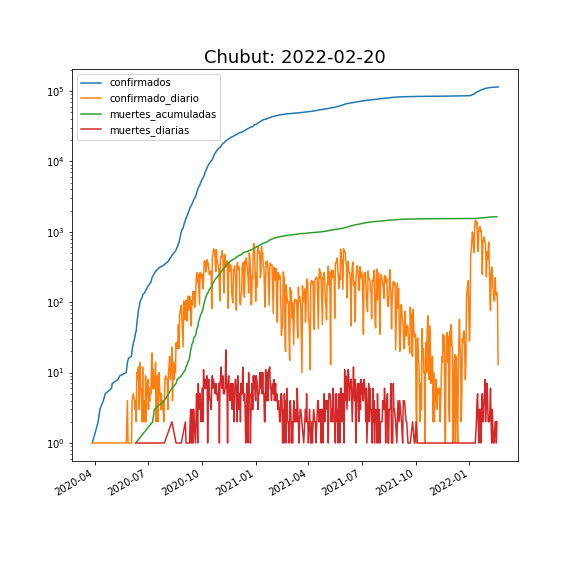 Chubut: 2022-02-20
confirmados
confirmado_diario
muertes_acumuladas
muertes_diarias
10⁵
10⁴
10³
10²
10¹
10⁰
2020-04
2020-07
2020-10
2021-01
2021-04
2021-07
2021-10
2022-01